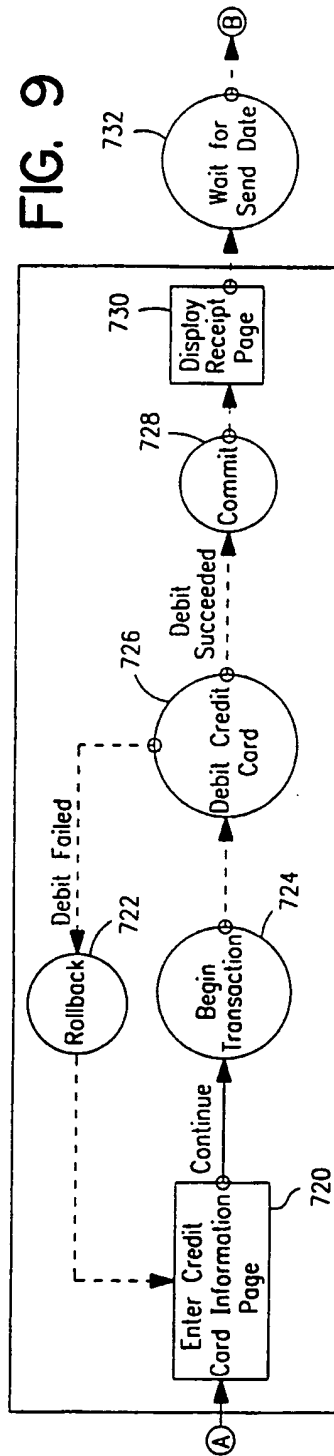 FIG. 9
A
Enter Credit
Card Information
Page
720
Continue
Begin
Transaction
724
Rollback
722
Debit Failed
Debit Credit
Card
726
Debit
Succeeded
Commit
728
Display
Receipt
Page
730
Wait for
Send Date
732
B